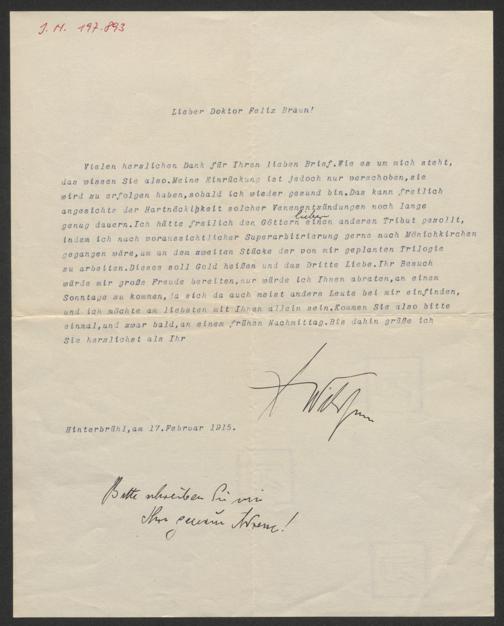 J. N. 197.893
Lieber Doktor Felix Braun!
Vielen herzlichen Dank für Ihren lieben Brief.Wie es um mich steht,
das wissen Sie also.Meine Einrückung ist jedoch nur verschoben,sie
wird zu erfolgen haben,sobald ich wieder gesund bin.Das kann freilich
angesichts der Hartnäckigkeit solcher Venenentzündungen noch lange
genug dauern.Ich hätte freilich den Göttern lieber einen anderen Tribut gezollt,
indem ich nach voraussichtlicher Superarbitrierung gerne nach Mönichkirchen
gegangen wäre,um an dem zweiten Stücke der von mir geplanten Trilogie
zu arbeiten.Dieses soll Gold heißen und das Dritte Liebe.Ihr Besuch
würde mir große Freude bereiten,nur würde ich Ihnen abraten,an einem
Sonntage zu kommen,da sich da auch meist andere Leute bei mir einfinden,
und ich möchte am liebsten mit Ihnen allein sein.Kommen Sie also bitte
einmal,und zwar bald,an einem frühen Nachmittag.Bis dahin grüße ich
Sie herzlichst als Ihr
Hinterbrühl,am 17.Februar 1915.
Bitte schreiben Sie mir
Ihre genaue Adresse!